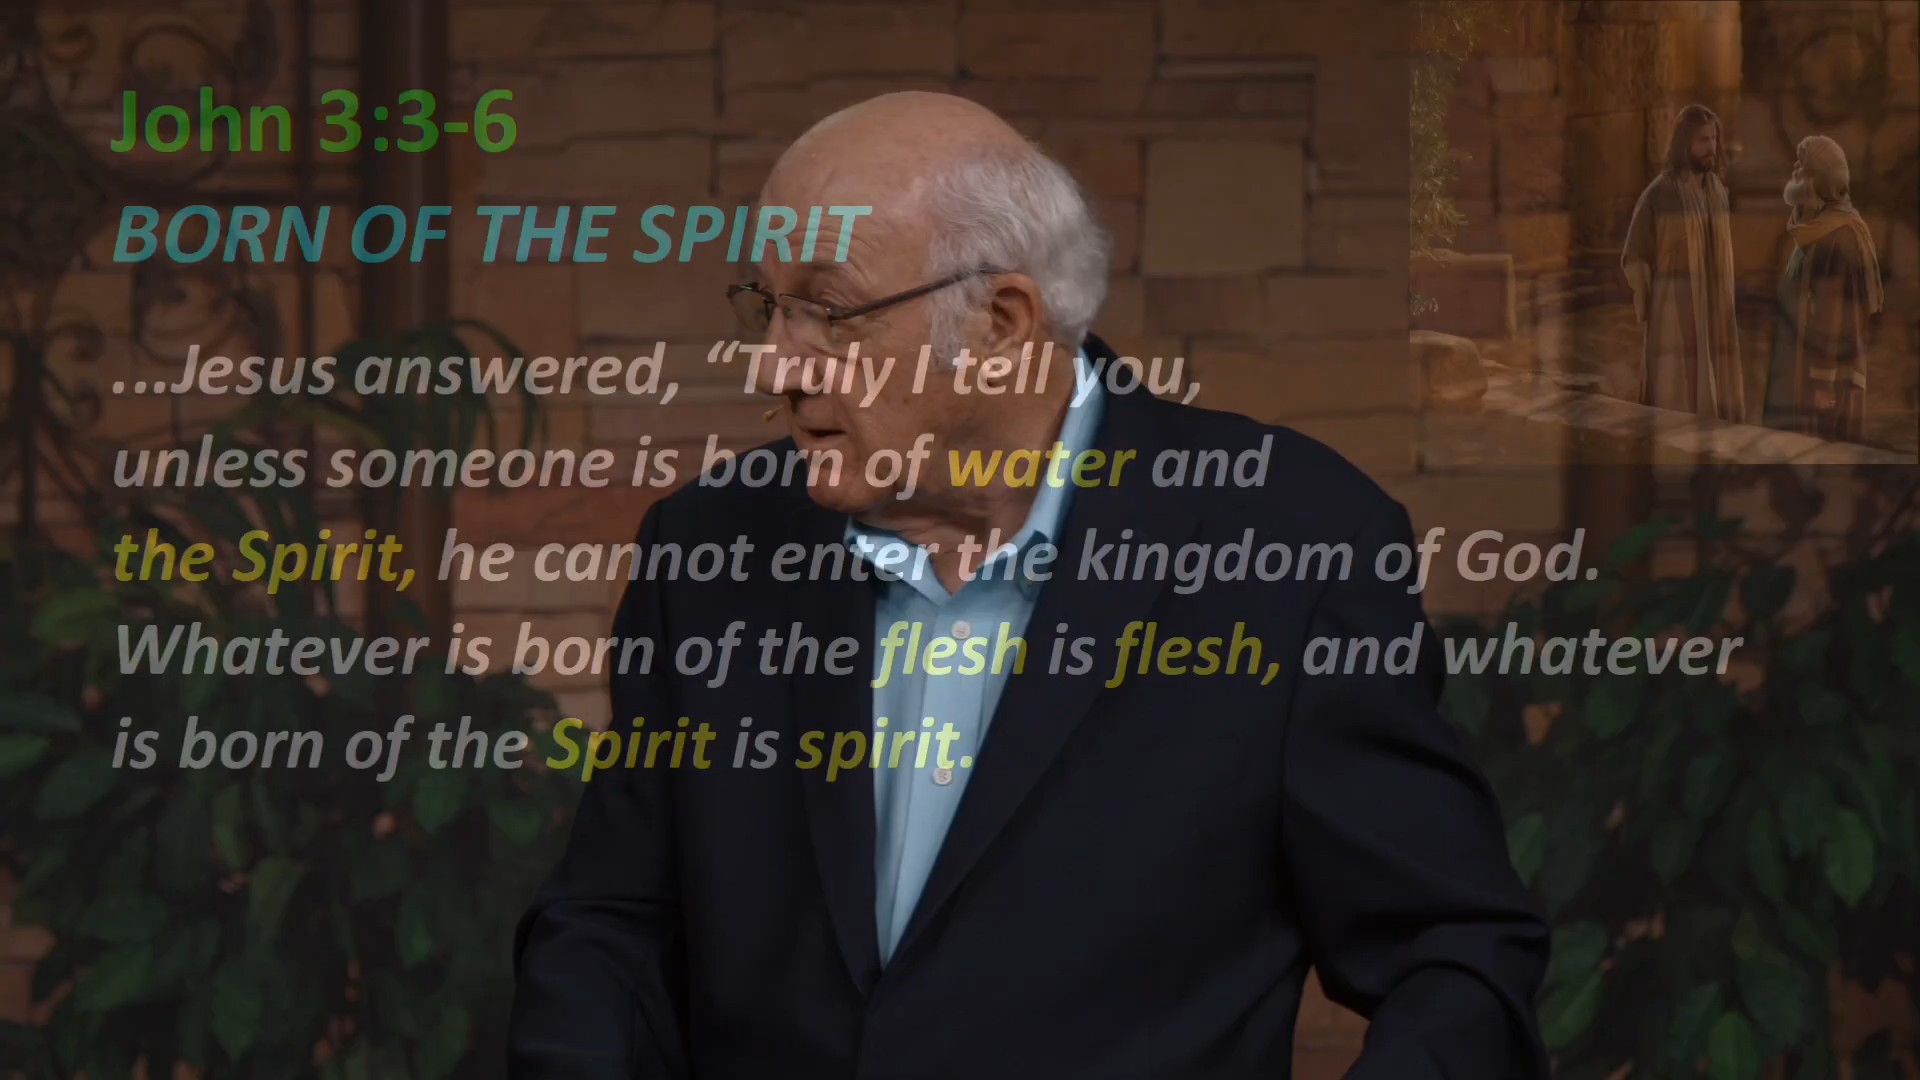 John 3:3-6
BORN OF THE SPIRIT
...Jesus answered, “Truly I tell you,
unless someone is born of water and
the Spirit, he cannot enter the kingdom of God.
Whatever is born of the flesh is flesh, and whatever
is born of the Spirit is spirit.